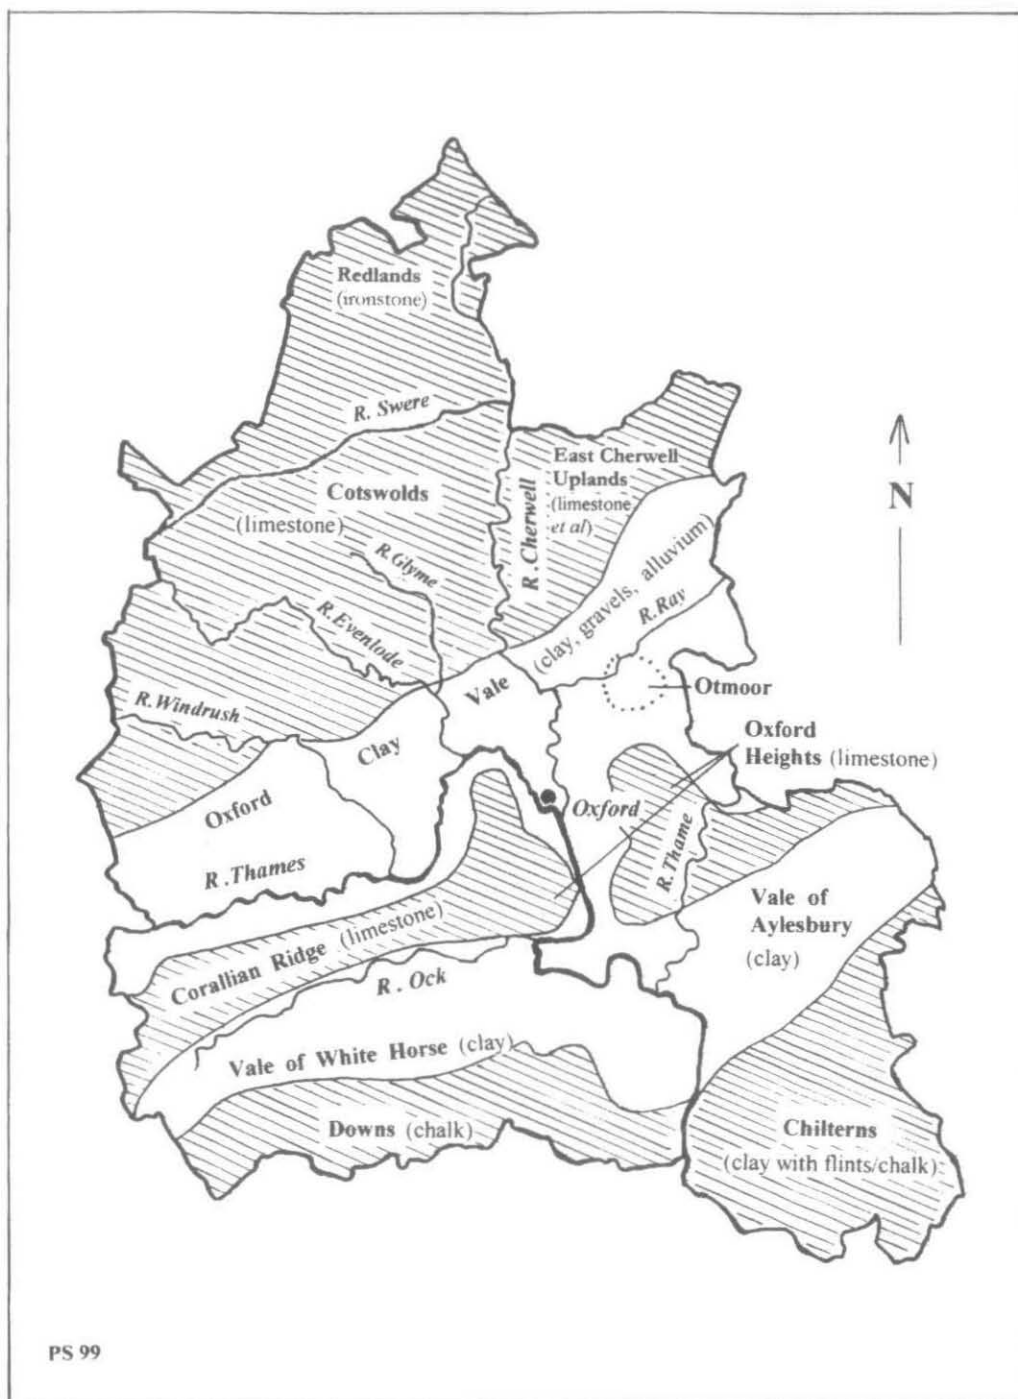 Redlands
(ironstone)
R. Swere
East Cherwell
Uplands
(limestone
et al)
Cotswolds
(limestone)
R. Cherwell
N
R.Glyme
R.Evenlode
(clay, gravels, alluvium)
R.Ray
Vale
Otmoor
R.Windrush
Oxford
Heights (limestone)
Clay
Oxford
Oxford
R.Thame
R .Thames
Vale of
Aylesbury
(clay)
Corallian Ridge (limestone)
R . Ock
Vale of White Horse (clay)
Downs (chalk)
Chilterns
(clay with flints/chalk)
PS 99